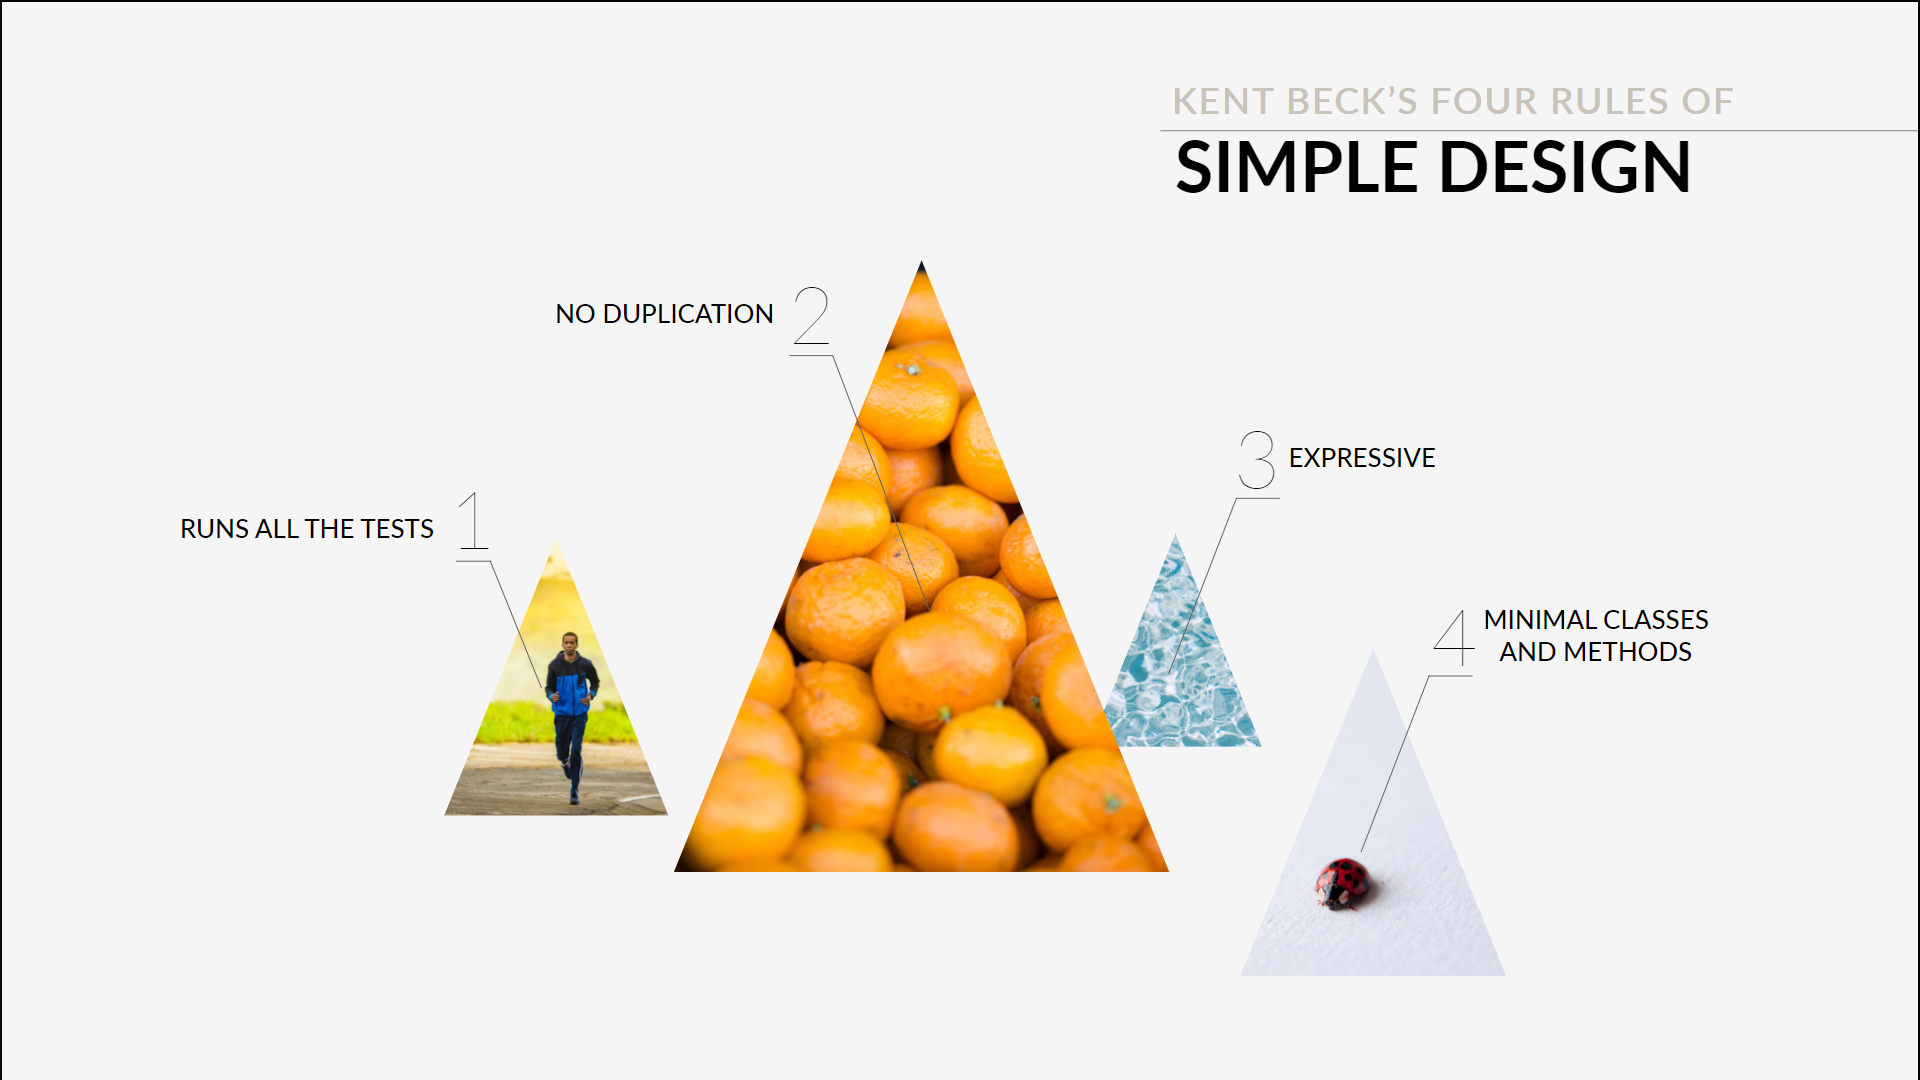 KENT BECK’S FOUR RULES OF
SIMPLE DESIGN
1
RUNS ALL THE TESTS
2
NO DUPLICATION
3
EXPRESSIVE
4
MINIMAL CLASSES
AND METHODS